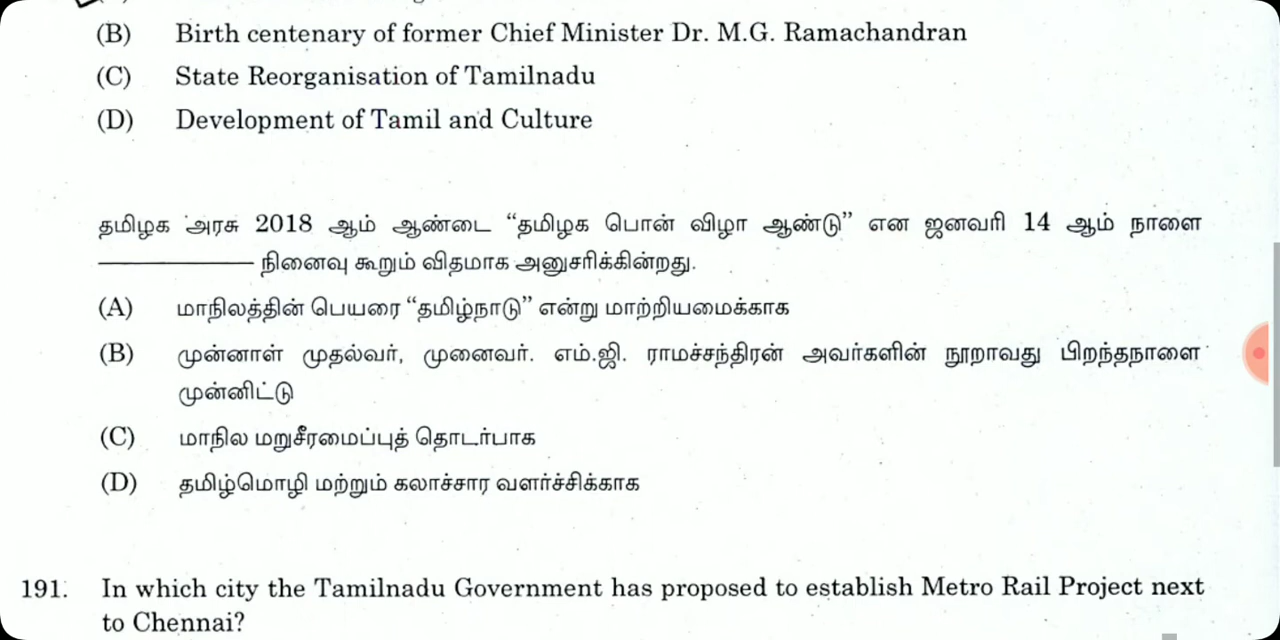 (B) Birth centenary of former Chief Minister Dr. M.G. Ramachandran
(C) State Reorganisation of Tamilnadu
(D) Development of Tamil and Culture
தமிழக அரசு 2018 ஆம் ஆண்டை “தமிழக பொன் விழா ஆண்டு” என ஜனவரி 14 ஆம் நாளை
———————— நினைவு கூறும் விதமாக அனுசரிக்கின்றது.
(A) மாநிலத்தின் பெயரை “தமிழ்நாடு” என்று மாற்றியமைக்காக
(B) முன்னாள் முதல்வர், முனைவர். எம்.ஜி. ராமச்சந்திரன் அவர்களின் நூறாவது பிறந்தநாளை
முன்னிட்டு
(C) மாநில மறுசீரமைப்புத் தொடர்பாக
(D) தமிழ்மொழி மற்றும் கலாச்சார வளர்ச்சிக்காக
191. In which city the Tamilnadu Government has proposed to establish Metro Rail Project next
to Chennai?